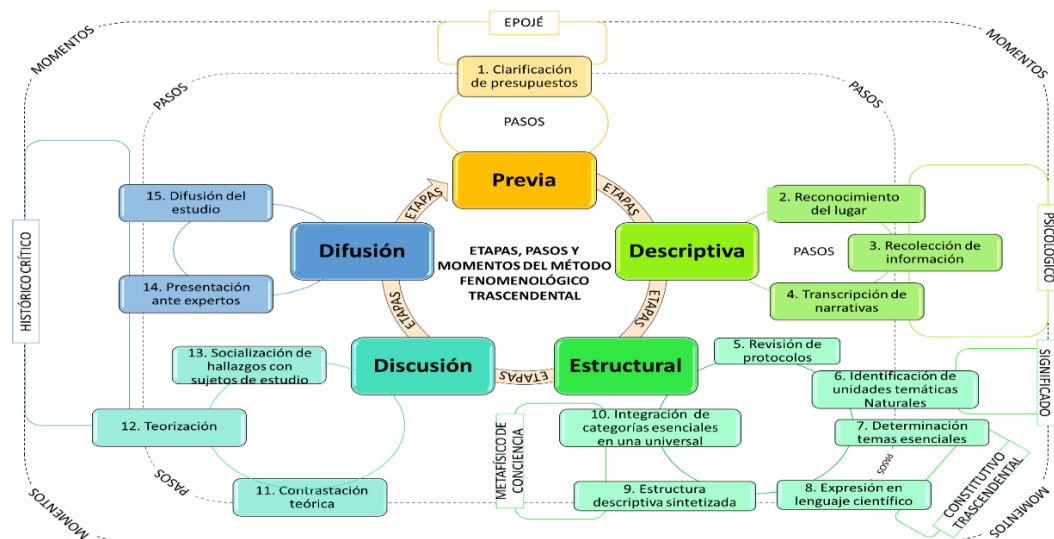 EPOJÉ
MOMENTOS
MOMENTOS
1. Clarificación
de presupuestos
PASOS
PASOS
PASOS
Previa
ETAPAS
ETAPAS
15. Difusión del
estudio
2. Reconocimiento
del lugar
Difusión
ETAPAS, PASOS Y
MOMENTOS DEL MÉTODO
FENOMENOLÓGICO
TRASCENDENTAL
Descriptiva
PASOS
3. Recolección de
información
PSICOLOGICO
HISTÓRICO CRÍTICO
14. Presentación
ante expertos
4. Transcripción de
narrativas
ETAPAS
ETAPAS
13. Socialización de
hallazgos con
sujetos de estudio
Discusión
ETAPAS
Estructural
5. Revisión de
protocolos
6. Identificación de
unidades temáticas
Naturales
SIGNIFICADO
12. Teorización
10. Integración de
categorías esenciales
en una universal
7. Determinación
temas esenciales
METAFÍSICO DE
CONCIENCIA
PASOS
PASOS
11. Contrastación
teórica
9. Estructura
descriptiva sintetizada
8. Expresión en
lenguaje científico
CONSTITUTIVO
TRASCENDENTAL
MOMENTOS
MOMENTOS